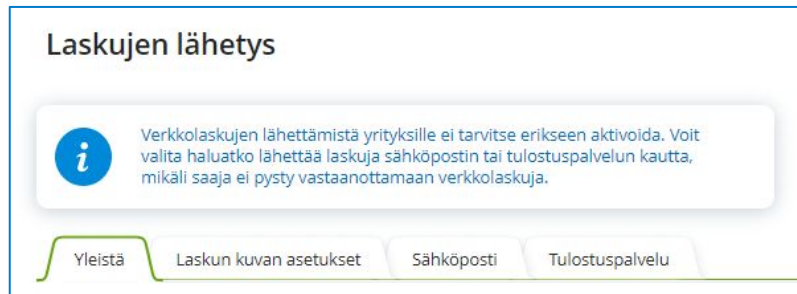 Laskujen lähetys
i
Verkkolaskujen lähettämistä yrityksille ei tarvitse erikseen aktivoida. Voit
valita haluatko lähettää laskuja sähköpostin tai tulostuspalvelun kautta,
mikäli saaja ei pysty vastaanottamaan verkkolaskuja.
Yleistä Laskun kuvan asetukset Sähköposti Tulostuspalvelu